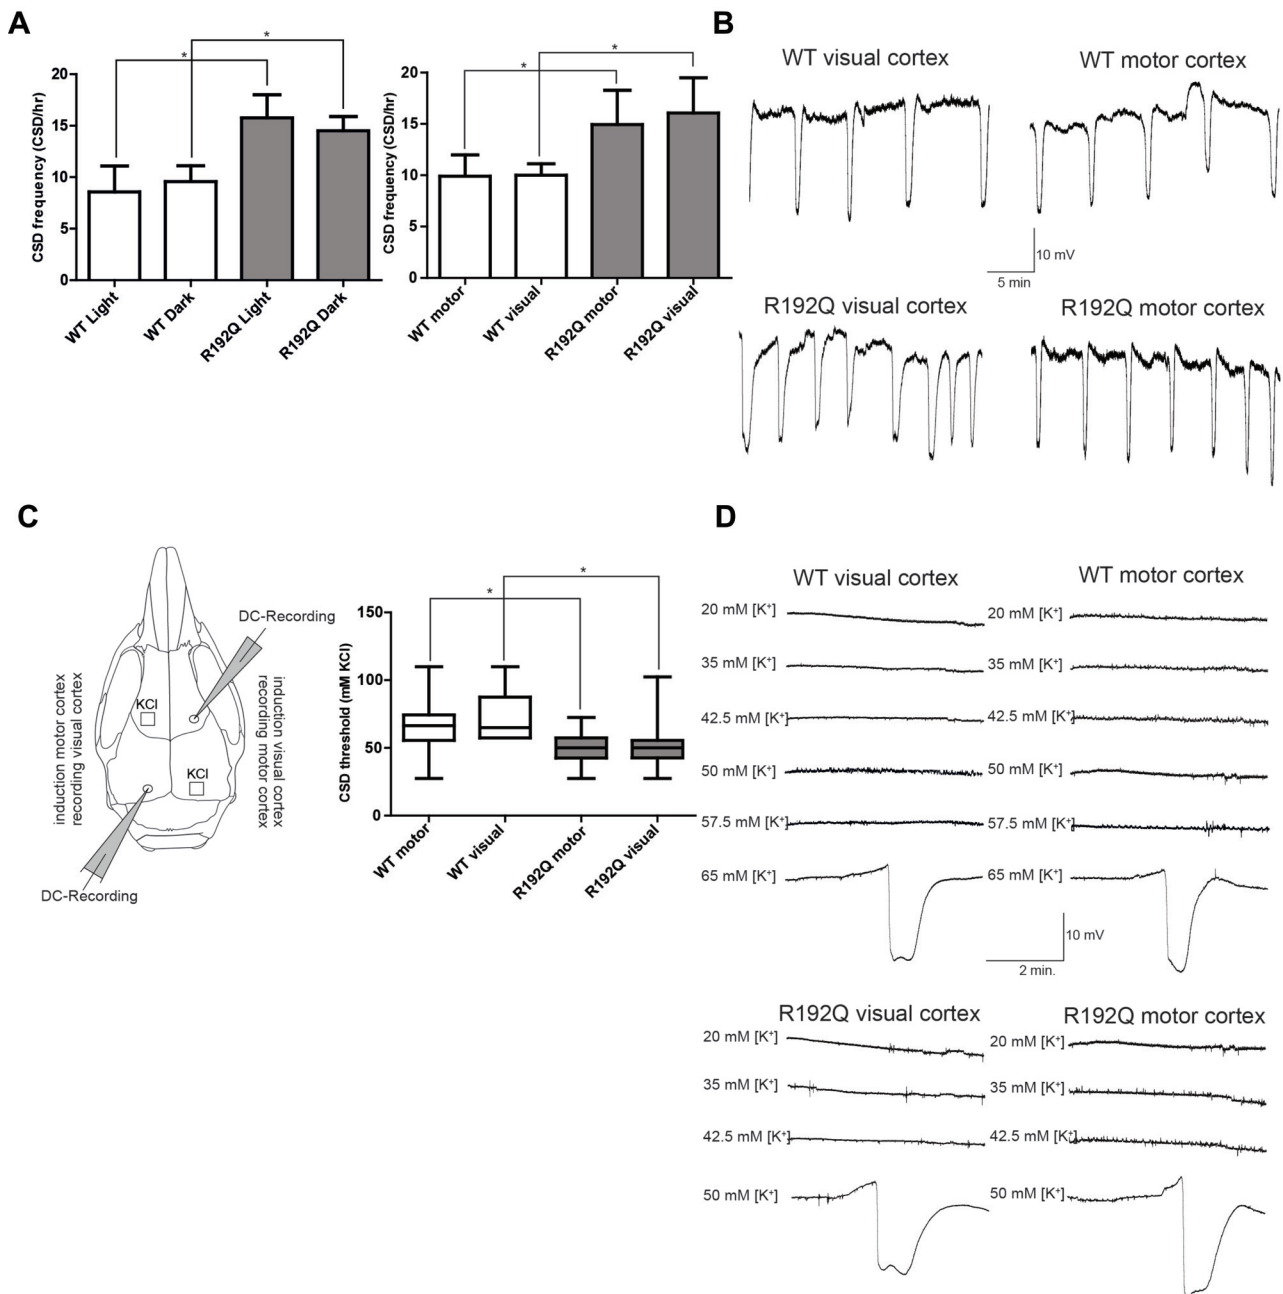 A
CSD frequency (CSD/hr)
20
15
10
5
0
*
*
WT Light
WT Dark
R192Q Light
R192Q Dark
CSD frequency (CSD/hr)
20
15
10
5
0
*
*
WT motor
WT visual
R192Q motor
R192Q visual
B
WT visual cortex
WT motor cortex
10 mV
5 min
R192Q visual cortex
R192Q motor cortex
C
induction motor cortex
recording visual cortex
DC-Recording
KCl
KCl
DC-Recording
induction visual cortex
recording motor cortex
CSD threshold (mM KCl)
150
100
50
0
*
*
WT motor
WT visual
R192Q motor
R192Q visual
D
WT visual cortex
20 mM [K⁺]
35 mM [K⁺]
42.5 mM [K⁺]
50 mM [K⁺]
57.5 mM [K⁺]
65 mM [K⁺]
WT motor cortex
20 mM [K⁺]
35 mM [K⁺]
42.5 mM [K⁺]
50 mM [K⁺]
57.5 mM [K⁺]
65 mM [K⁺]
10 mV
2 min.
R192Q visual cortex
20 mM [K⁺]
35 mM [K⁺]
42.5 mM [K⁺]
50 mM [K⁺]
R192Q motor cortex
20 mM [K⁺]
35 mM [K⁺]
42.5 mM [K⁺]
50 mM [K⁺]